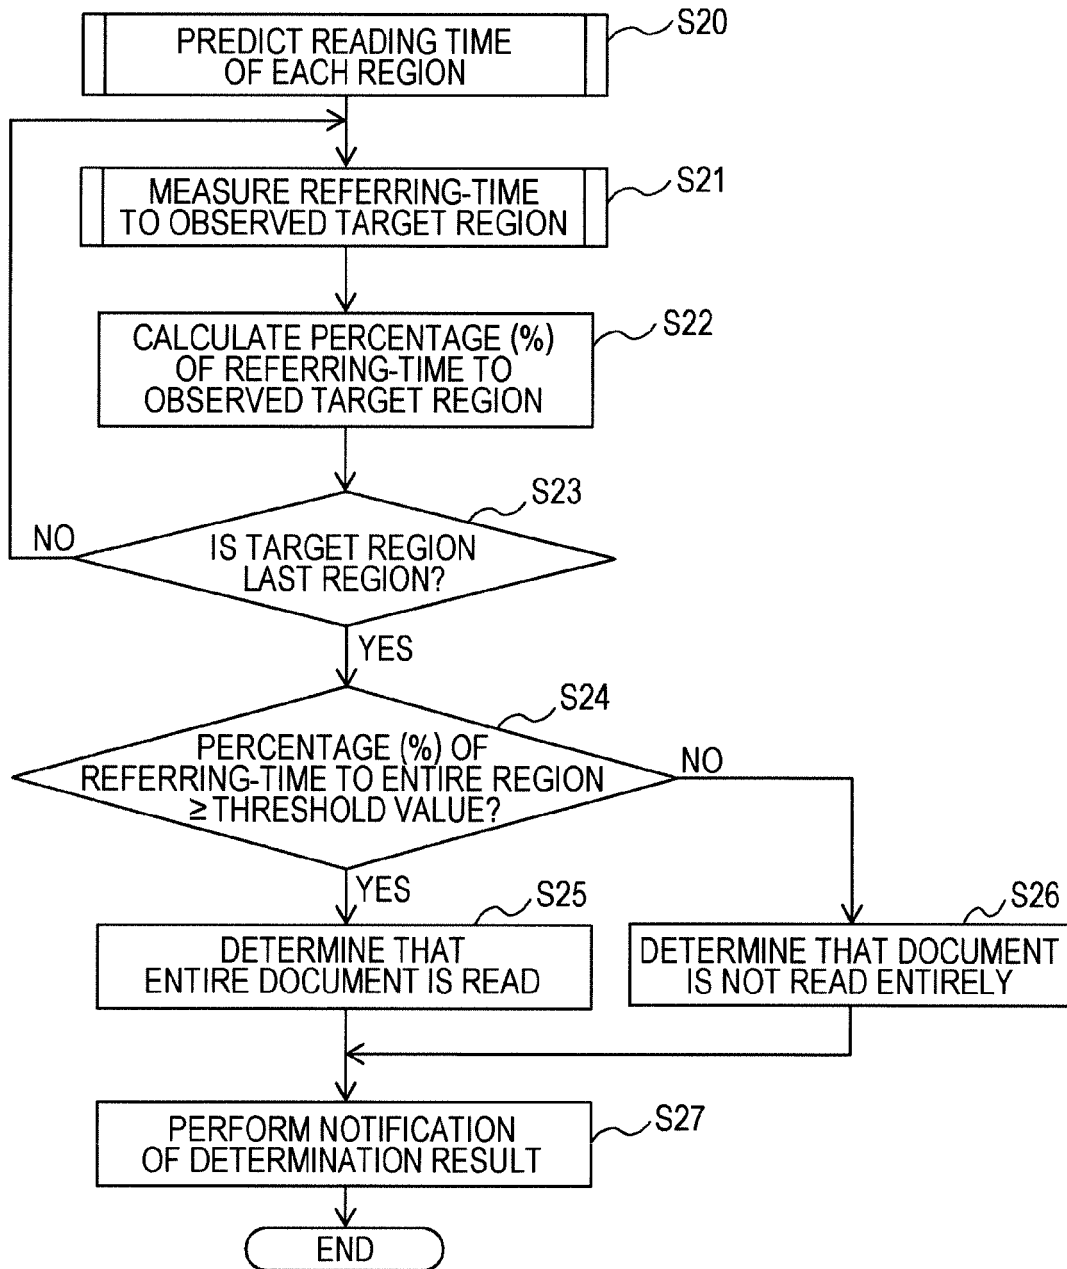 PREDICT READING TIME
OF EACH REGION
S20
MEASURE REFERRING-TIME
TO OBSERVED TARGET REGION
S21
CALCULATE PERCENTAGE (%)
OF REFERRING-TIME TO
OBSERVED TARGET REGION
S22
S23
NO
IS TARGET REGION
LAST REGION?
YES
S24
PERCENTAGE (%) OF
REFERRING-TIME TO ENTIRE REGION
≥ THRESHOLD VALUE?
NO
YES
S25
DETERMINE THAT
ENTIRE DOCUMENT IS READ
S26
DETERMINE THAT DOCUMENT
IS NOT READ ENTIRELY
PERFORM NOTIFICATION
OF DETERMINATION RESULT
S27
END